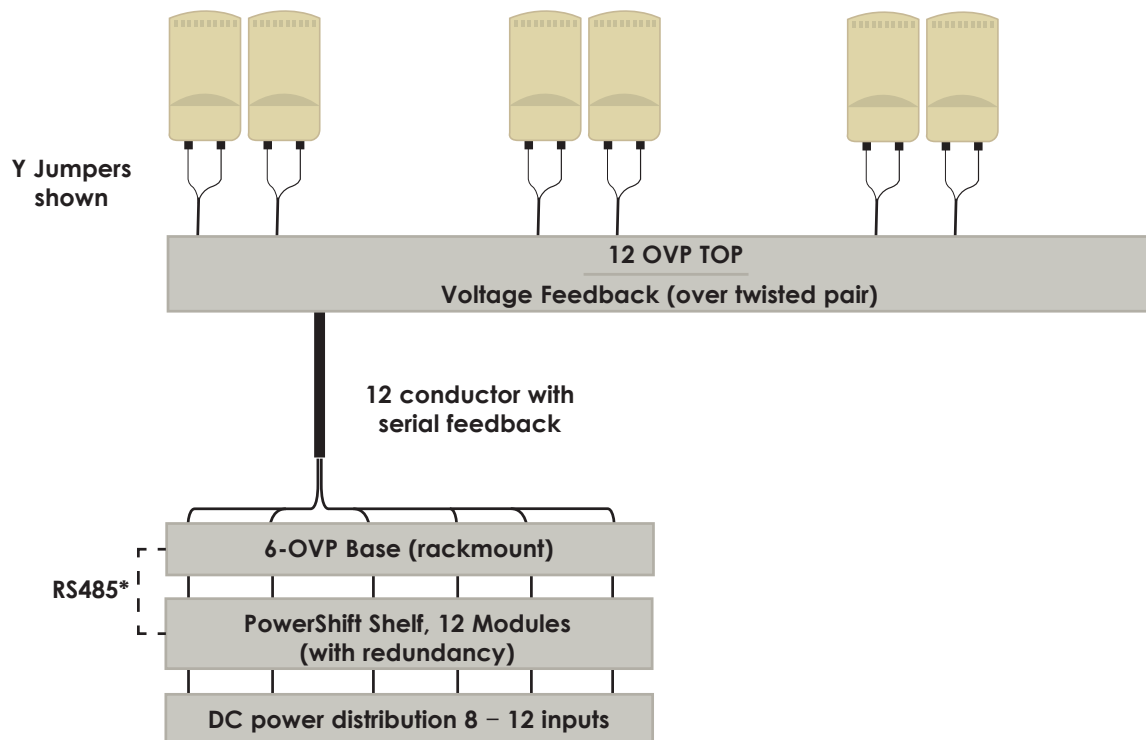 Y Jumpers
shown
12 OVP TOP
Voltage Feedback (over twisted pair)
12 conductor with
serial feedback
6-OVP Base (rackmount)
RS485*
PowerShift Shelf, 12 Modules
(with redundancy)
DC power distribution 8 – 12 inputs